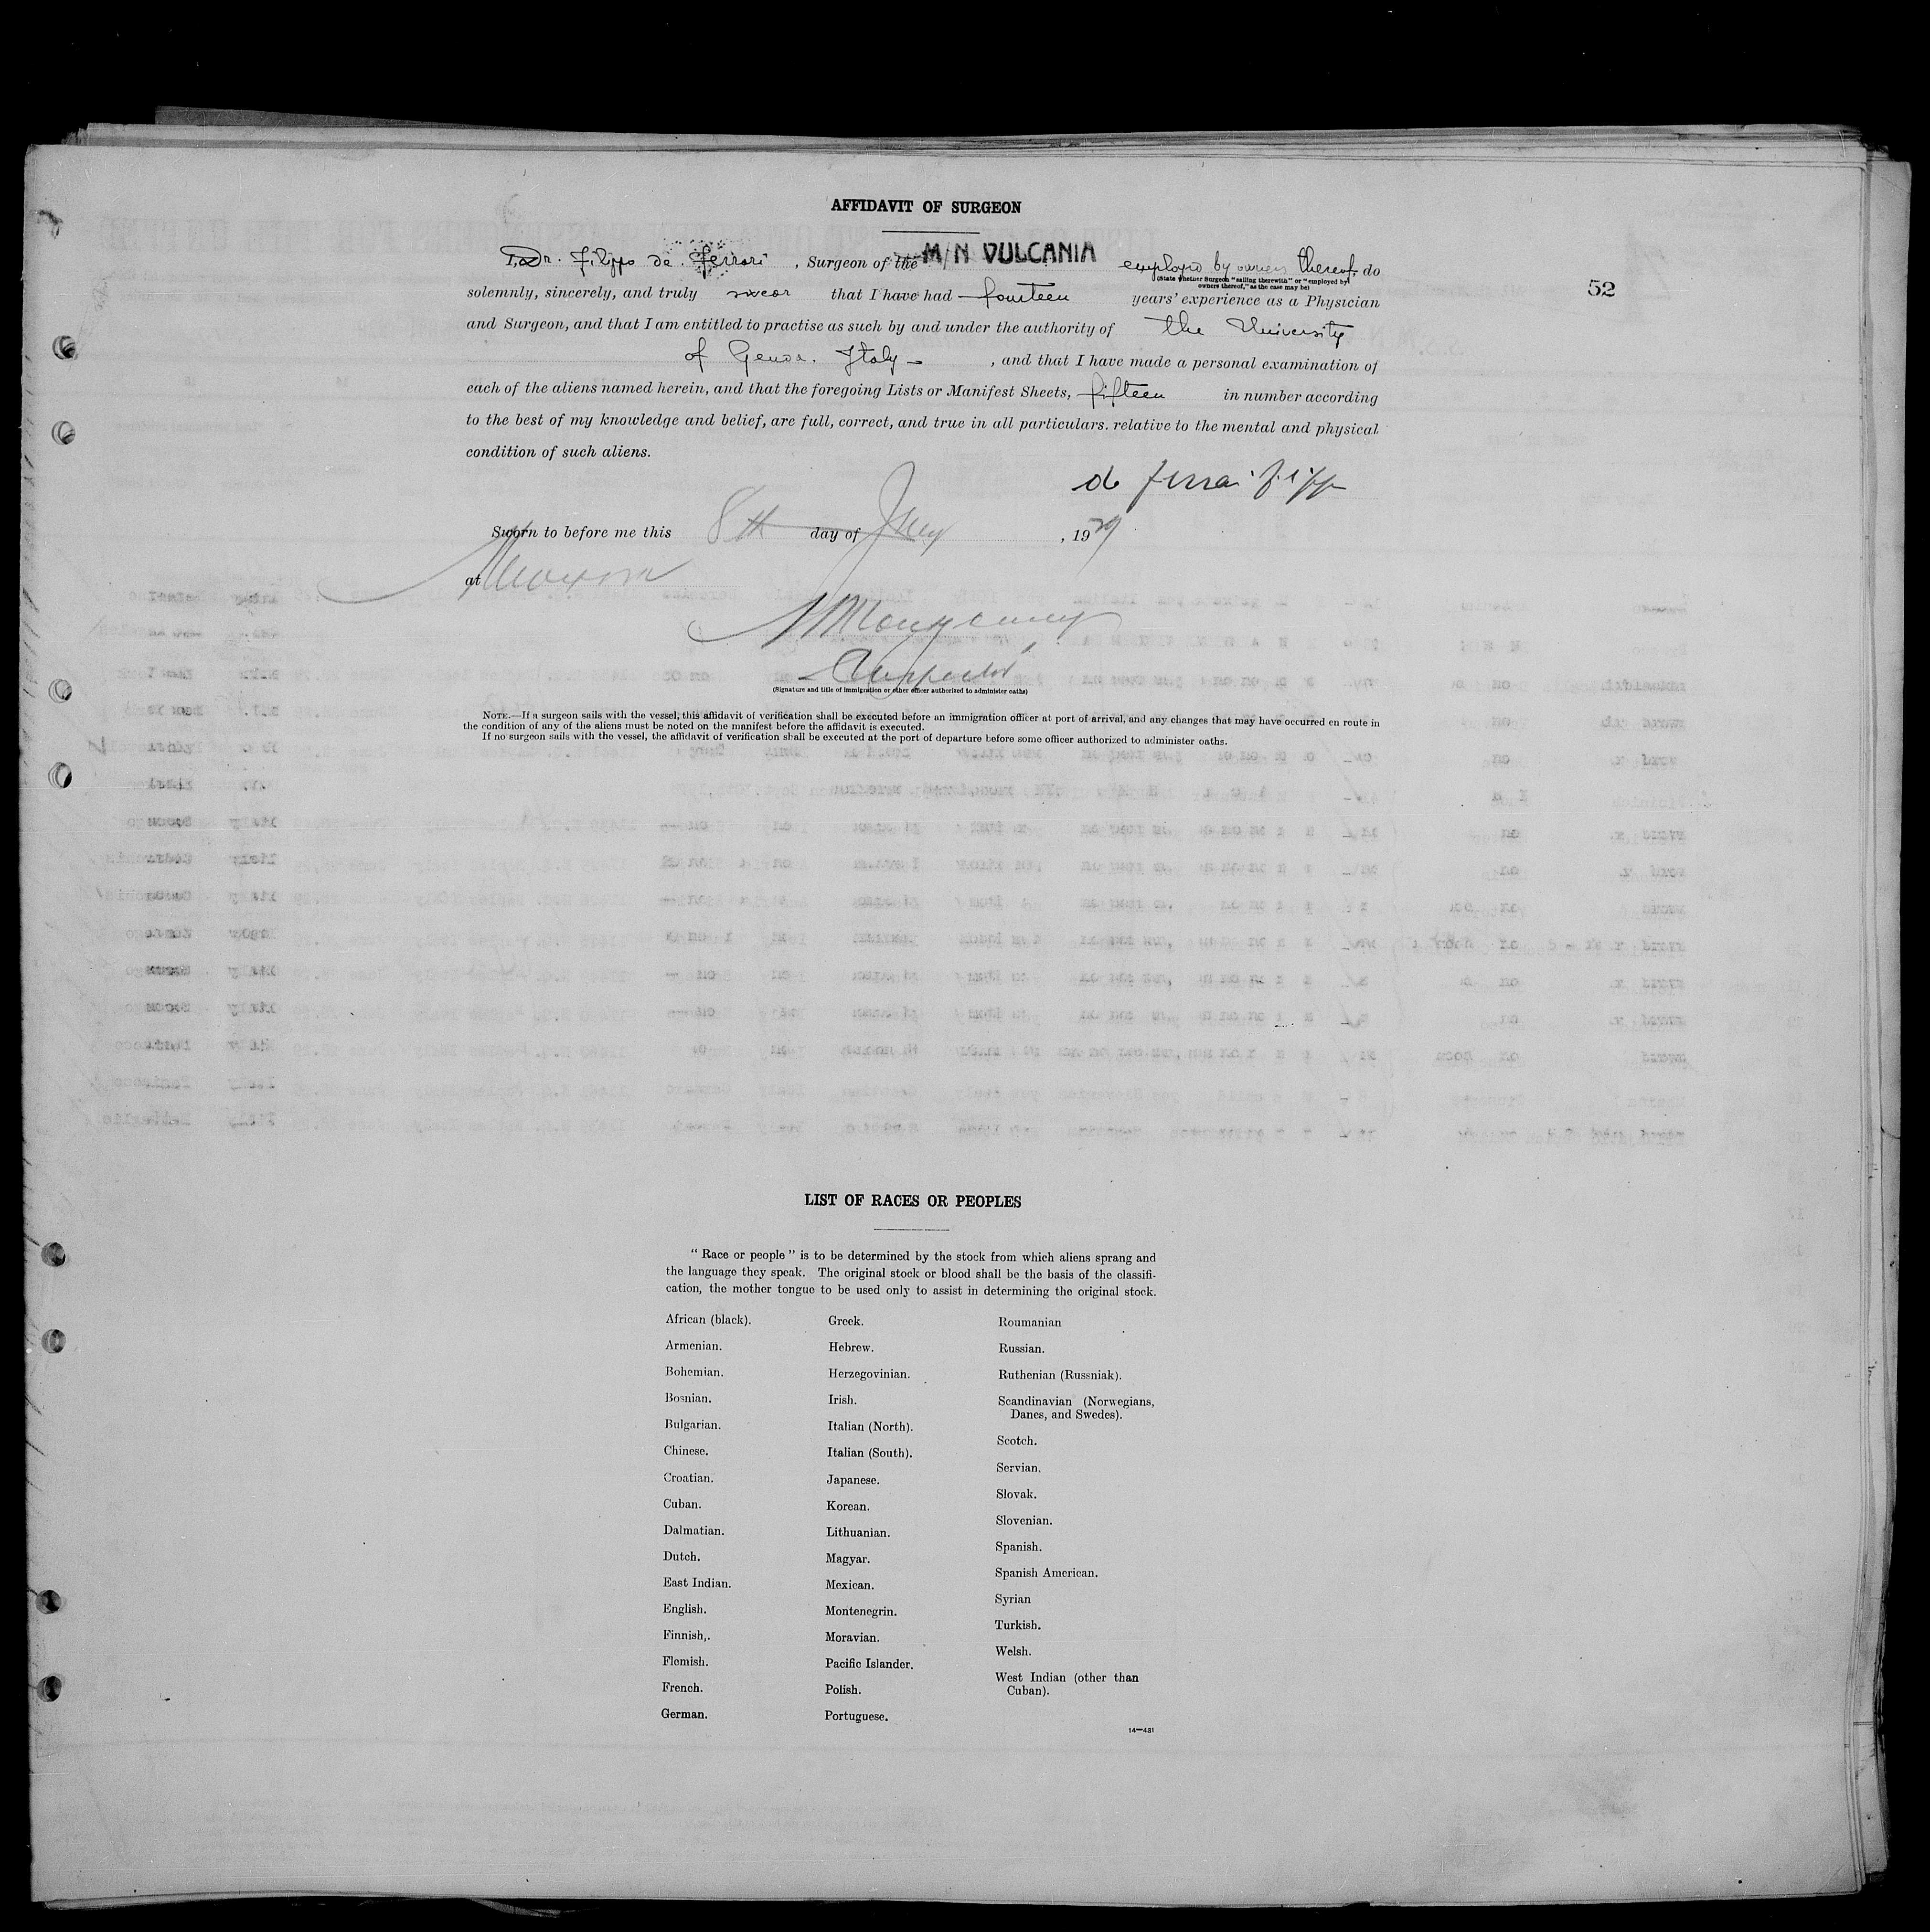 AFFIDAVIT OF SURGEON
I, Dr. Filippo de Ferrari, Surgeon of the M/N VULCANIA employed by owners thereof, do
(State whether Surgeon "sailing therewith" or "employed by
owners thereof," as the case may be)
52
solemnly, sincerely, and truly swear that I have had fourteen years' experience as a Physician
and Surgeon, and that I am entitled to practise as such by and under the authority of the University
of Genoa. Italy , and that I have made a personal examination of
each of the aliens named herein, and that the foregoing Lists or Manifest Sheets, fifteen in number according
to the best of my knowledge and belief, are full, correct, and true in all particulars. relative to the mental and physical
condition of such aliens.
de Ferrari Filippo
Sworn to before me this 8th day of , 1929
at
Inspector
(Signature and title of immigration or other officer authorized to administer oaths)
NOTE.—If a surgeon sails with the vessel, this affidavit of verification shall be executed before an immigration officer at port of arrival, and any changes that may have occurred en route in
the condition of any of the aliens must be noted on the manifest before the affidavit is executed.
If no surgeon sails with the vessel, the affidavit of verification shall be executed at the port of departure before some officer authorized to administer oaths.
LIST OF RACES OR PEOPLES
"Race or people" is to be determined by the stock from which aliens sprang and
the language they speak. The original stock or blood shall be the basis of the classifi-
cation, the mother tongue to be used only to assist in determining the original stock.
African (black).
Armenian.
Bohemian.
Bosnian.
Bulgarian.
Chinese.
Croatian.
Cuban.
Dalmatian.
Dutch.
East Indian.
English.
Finnish,.
Flemish.
French.
German.
Greek.
Hebrew.
Herzegovinian.
Irish.
Italian (North).
Italian (South).
Japanese.
Korean.
Lithuanian.
Magyar.
Mexican.
Montenegrin.
Moravian.
Pacific Islander.
Polish.
Portuguese.
Roumanian
Russian.
Ruthenian (Russniak).
Scandinavian (Norwegians,
Danes, and Swedes).
Scotch.
Servian.
Slovak.
Slovenian.
Spanish.
Spanish American.
Syrian
Turkish.
Welsh.
West Indian (other than
Cuban).
14—481